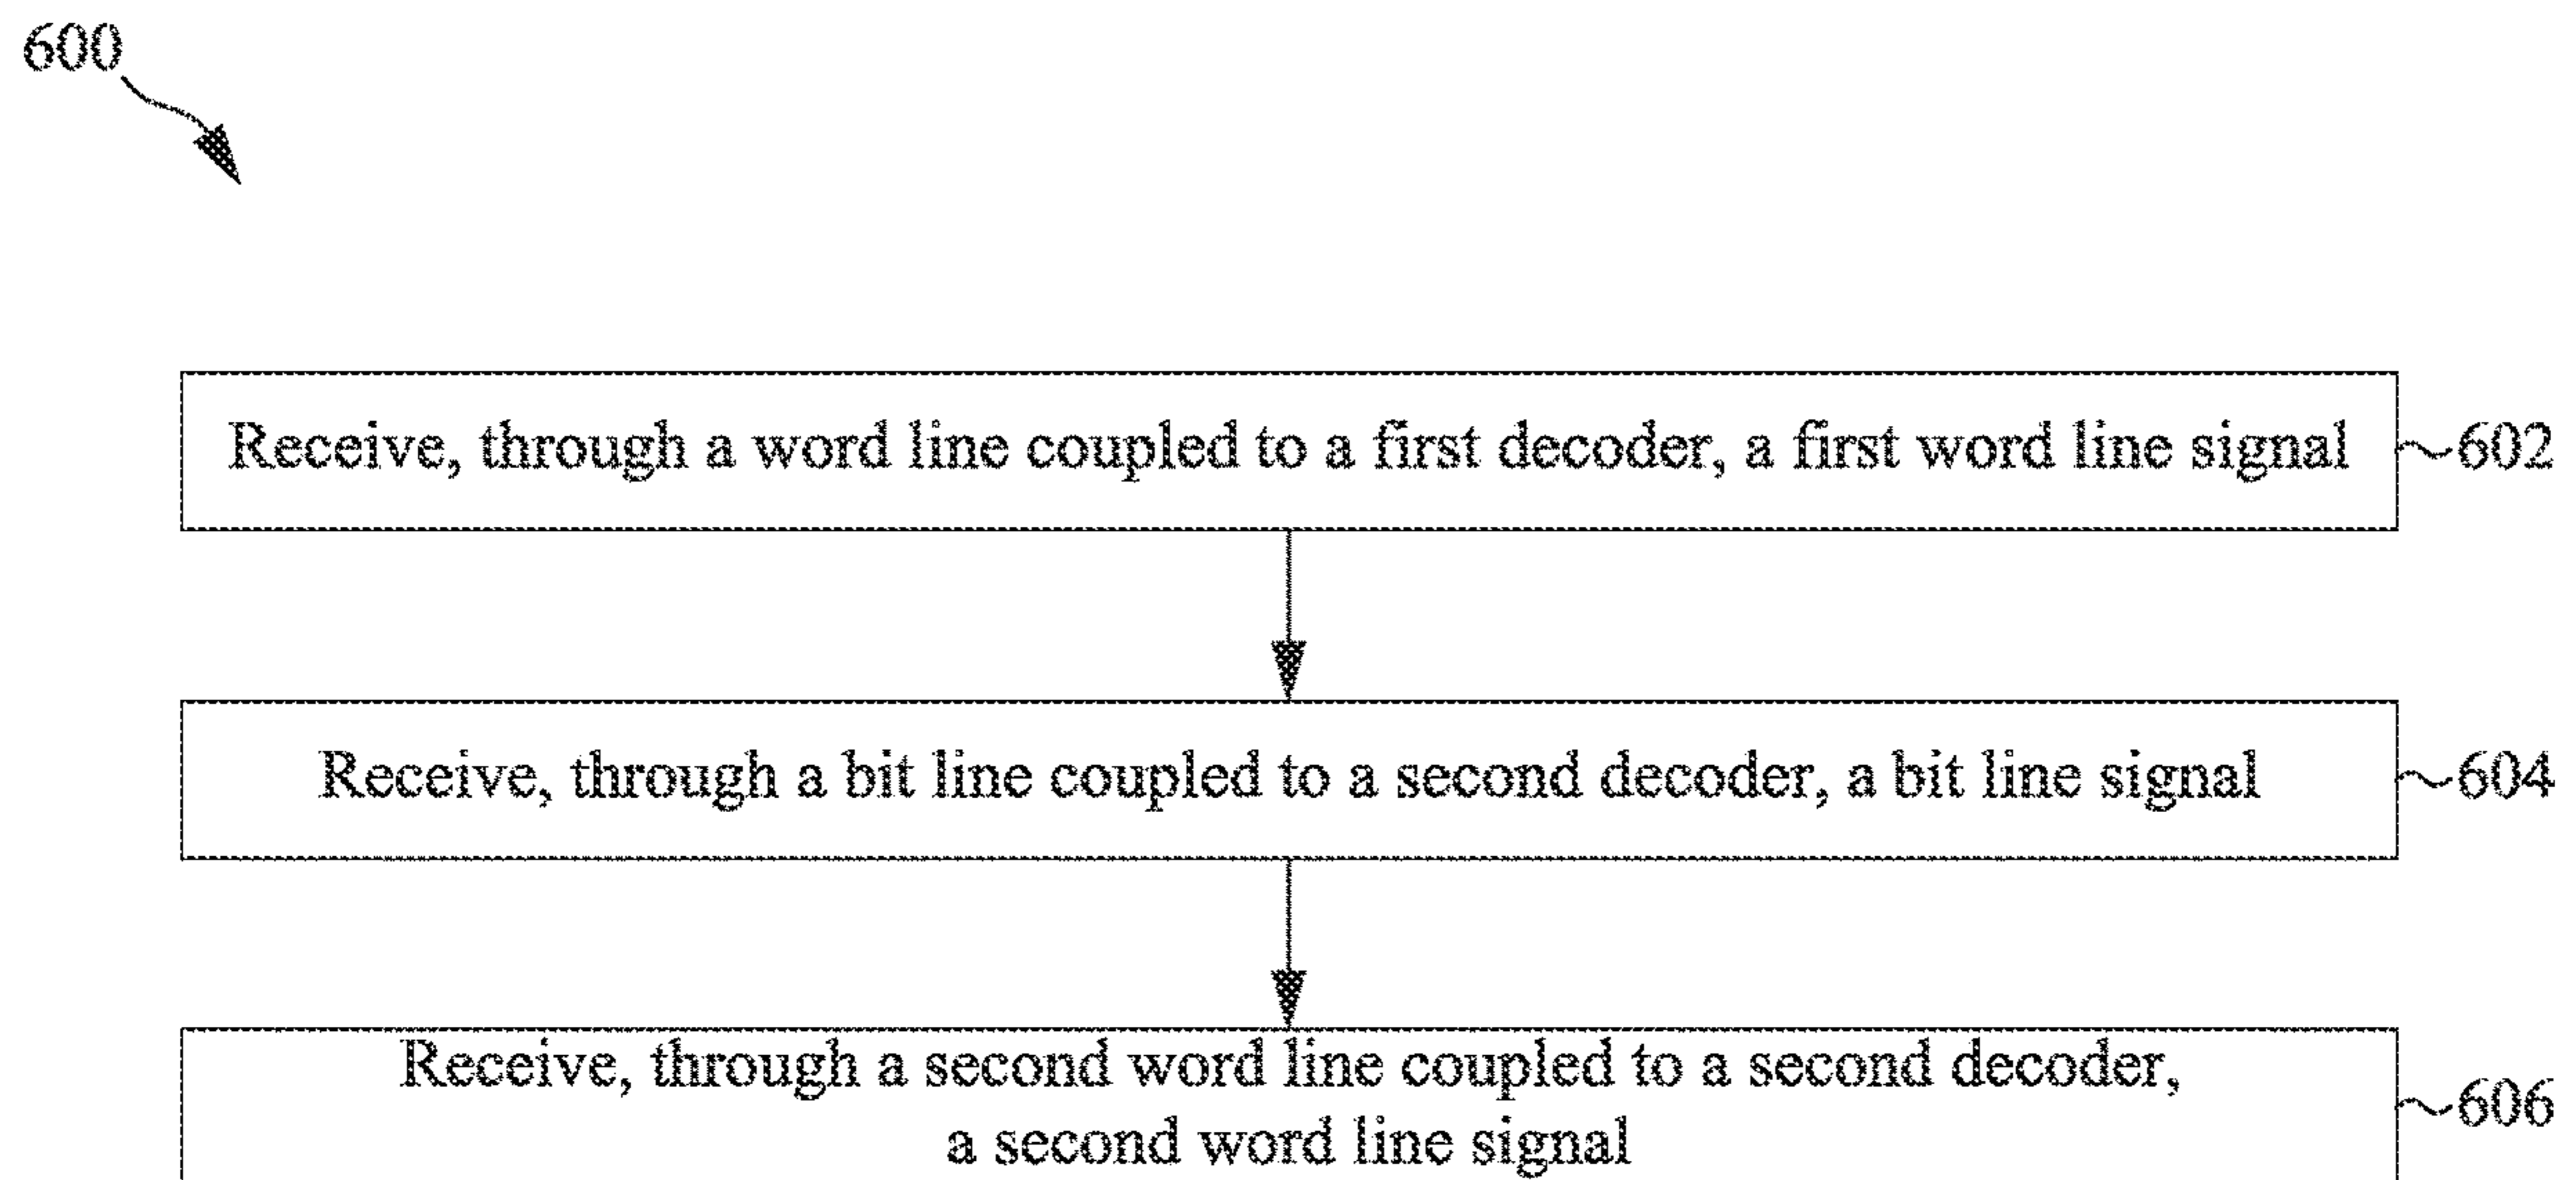 600
Receive, through a word line coupled to a first decoder, a first word line signal
602
Receive, through a bit line coupled to a second decoder, a bit line signal
604
Receive, through a second word line coupled to a second decoder,
a second word line signal
606